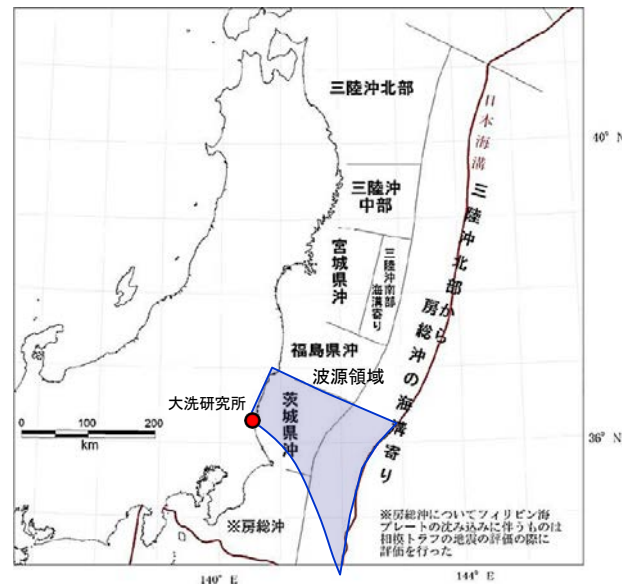 三陸沖北部
40° N
日本海溝
三陸沖
中部
三陸沖北部から
房総沖の海溝寄り
宮城県沖
三陸沖南部
海溝寄り
福島県沖
波源領域
大洗研究所
茨城県沖
0 100 200
km
36° N
※房総沖
※房総沖についてフィリピン海
プレートの沈み込みに伴うものは
相模トラフの地震の評価の際に
評価を行った
140° E
144° E